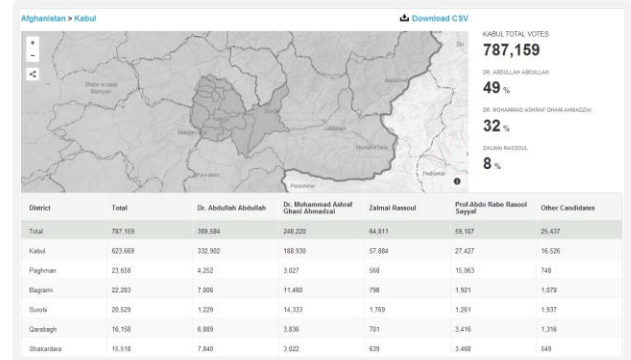 Afghanistan > Kabul
Download CSV
KABUL TOTAL VOTES
787,159
DR. ABDULLAH ABDULLAH
49 %
DR. MOHAMMAD ASHRAF GHANI AHMADZAI
32 %
ZALMAI RASSOUL
8 %
District Total Dr. Abdullah Abdullah Dr. Mohammad Ashraf Ghani Ahmadzai Zalmai Rassoul Prof Abdo Rabe Rasool Sayyaf Other Candidates
Total 787,159 389,584 248,220 64,811 59,107 25,437
Kabul 623,669 332,902 188,930 57,884 27,427 16,526
Paghman 23,658 4,252 3,027 568 15,063 748
Bagrami 22,283 7,006 11,480 798 1,921 1,078
Surobi 20,529 1,229 14,333 1,769 1,261 1,937
Qarabagh 16,158 6,889 3,836 701 3,416 1,316
Shakardara 15,518 7,840 3,022 639 3,468 549